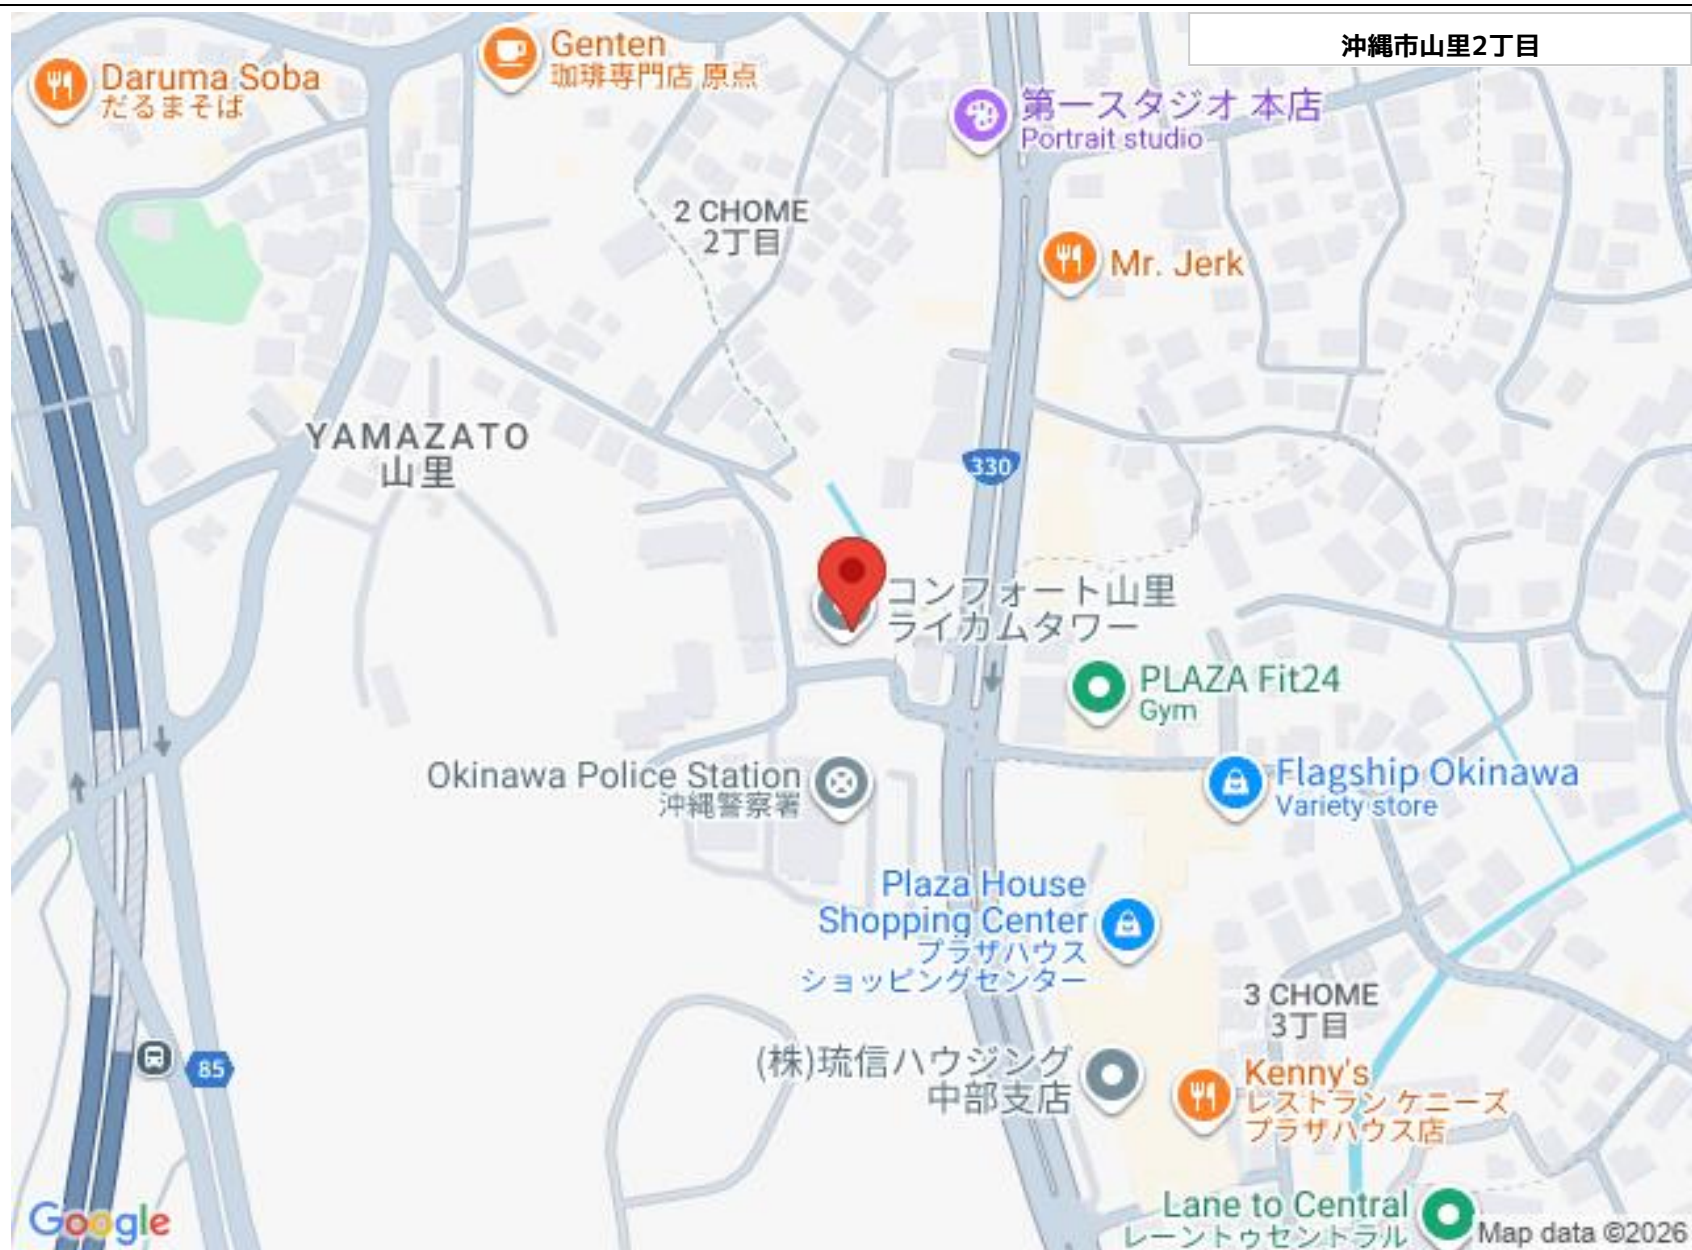 沖縄市山里2丁目
Daruma Soba
だるまそば
Genten
珈琲専門店 原点
第一スタジオ 本店
Portrait studio
2 CHOME
2丁目
Mr. Jerk
YAMAZATO
山里
330
コンフォート山里
ライカムタワー
PLAZA Fit24
Gym
Okinawa Police Station
沖縄警察署
Flagship Okinawa
Variety store
Plaza House
Shopping Center
プラザハウス
ショッピングセンター
3 CHOME
3丁目
(株)琉信ハウジング
中部支店
85
Kenny's
レストラン ケニーズ
プラザハウス店
Lane to Central
レーントゥセントラル
Google
Map data ©2026